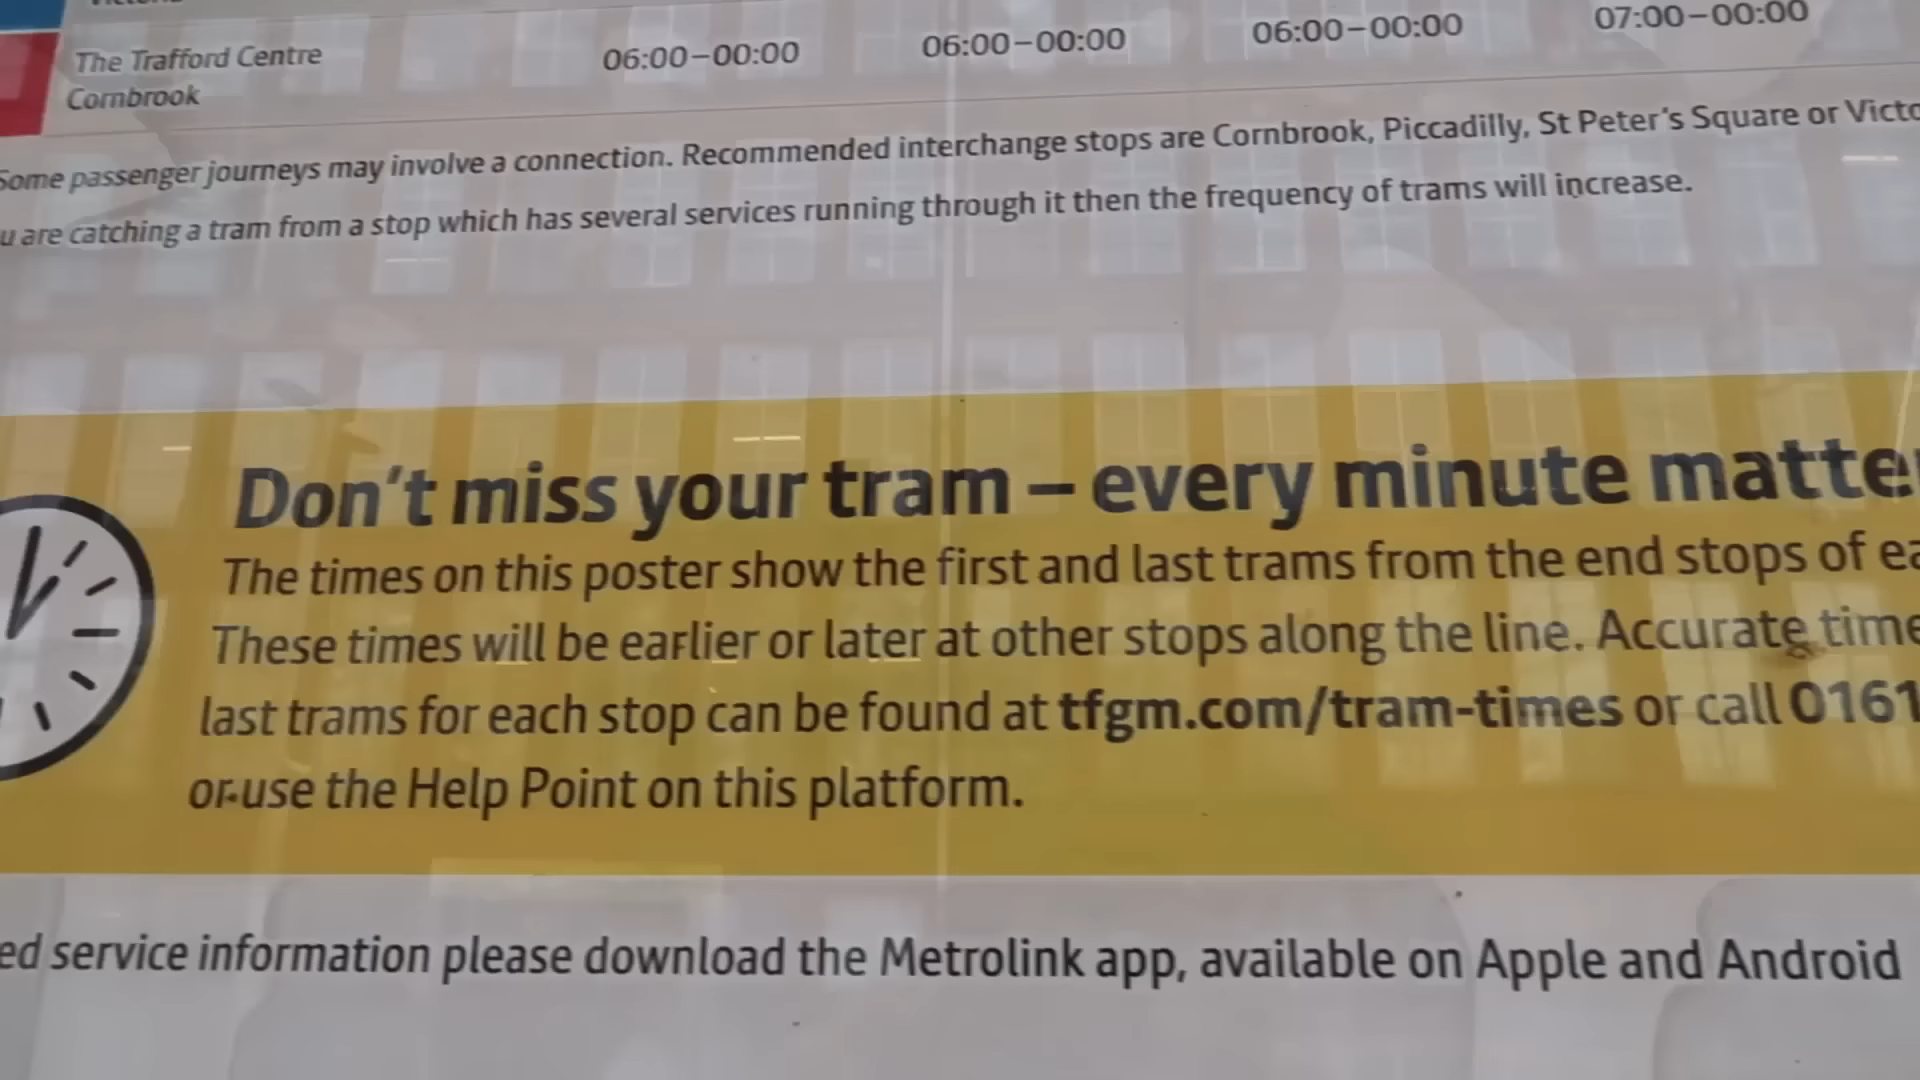 The Trafford Centre 06:00–00:00 06:00–00:00 06:00–00:00 07:00–00:00
Cornbrook
Some passenger journeys may involve a connection. Recommended interchange stops are Cornbrook, Piccadilly, St Peter's Square or Victo
u are catching a tram from a stop which has several services running through it then the frequency of trams will increase.
Don't miss your tram – every minute matte
The times on this poster show the first and last trams from the end stops of ea
These times will be earlier or later at other stops along the line. Accurate time
last trams for each stop can be found at tfgm.com/tram-times or call 0161
or use the Help Point on this platform.
ed service information please download the Metrolink app, available on Apple and Android